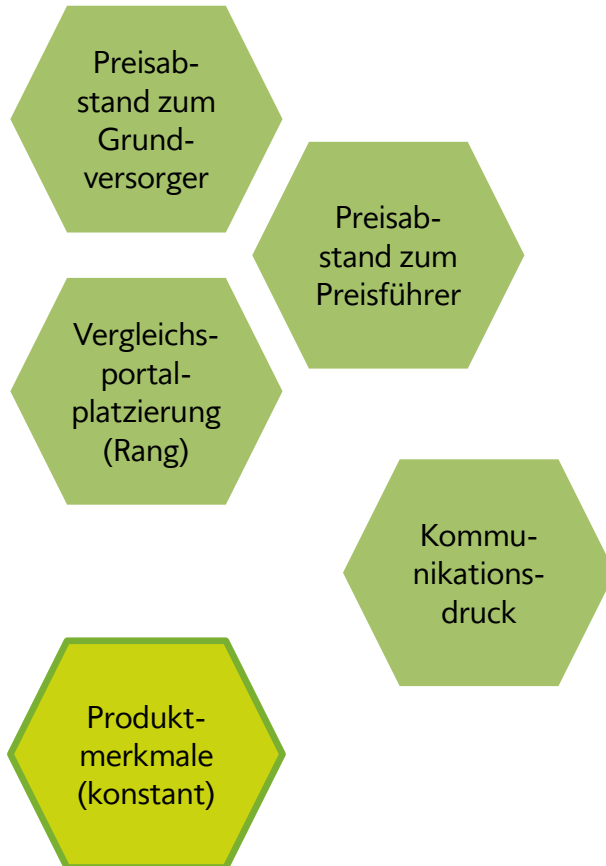 Preisab-
stand zum
Grund-
versorger
Preisab-
stand zum
Preisführer
Vergleichs-
portal-
platzierung
(Rang)
Kommu-
nikations-
druck
Produkt-
merkmale
(konstant)